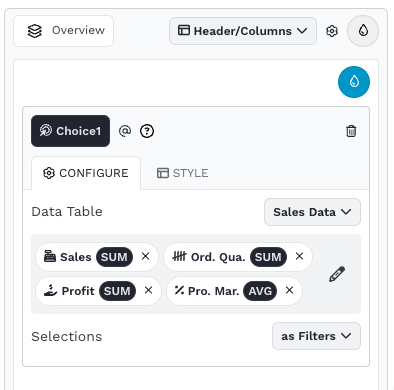 Overview Header/Columns
Choice1 @ ?
CONFIGURE STYLE
Data Table Sales Data
Sales SUM × Ord. Qua. SUM ×
Profit SUM × % Pro. Mar. AVG ×
Selections as Filters